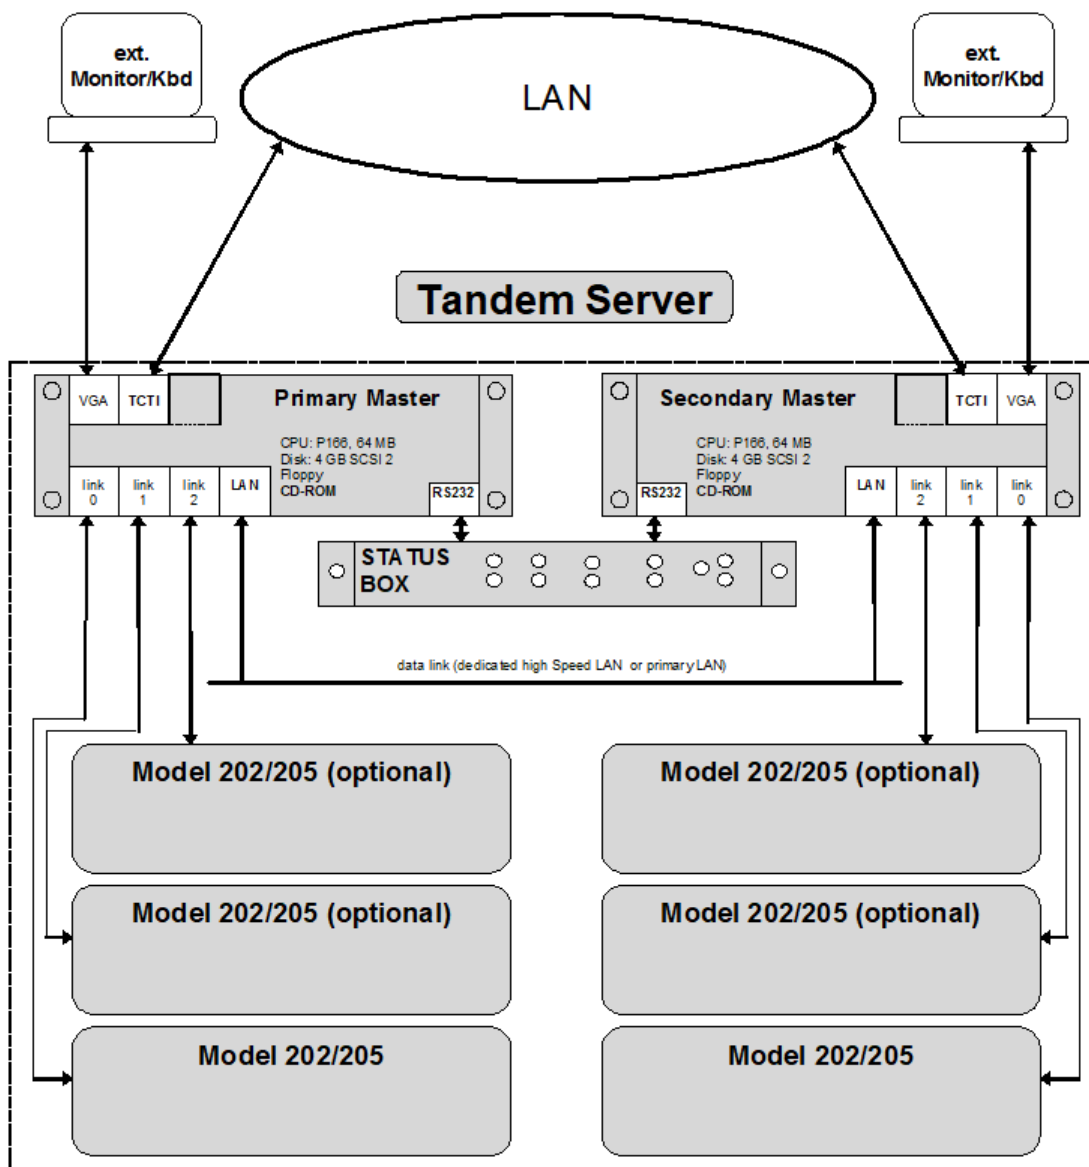 ext.
Monitor/Kbd
LAN
ext.
Monitor/Kbd
Tandem Server
VGA
TCTI
Primary Master
CPU: P166, 64 MB
Disk: 4 GB SCSI 2
Floppy
CD-ROM
link
0
link
1
link
2
LAN
RS232
Secondary Master
TCTI
VGA
CPU: P166, 64 MB
Disk: 4 GB SCSI 2
Floppy
CD-ROM
RS232
LAN
link
2
link
1
link
0
STATUS
BOX
data link (dedicated high Speed LAN or primary LAN)
Model 202/205 (optional)
Model 202/205 (optional)
Model 202/205 (optional)
Model 202/205 (optional)
Model 202/205
Model 202/205